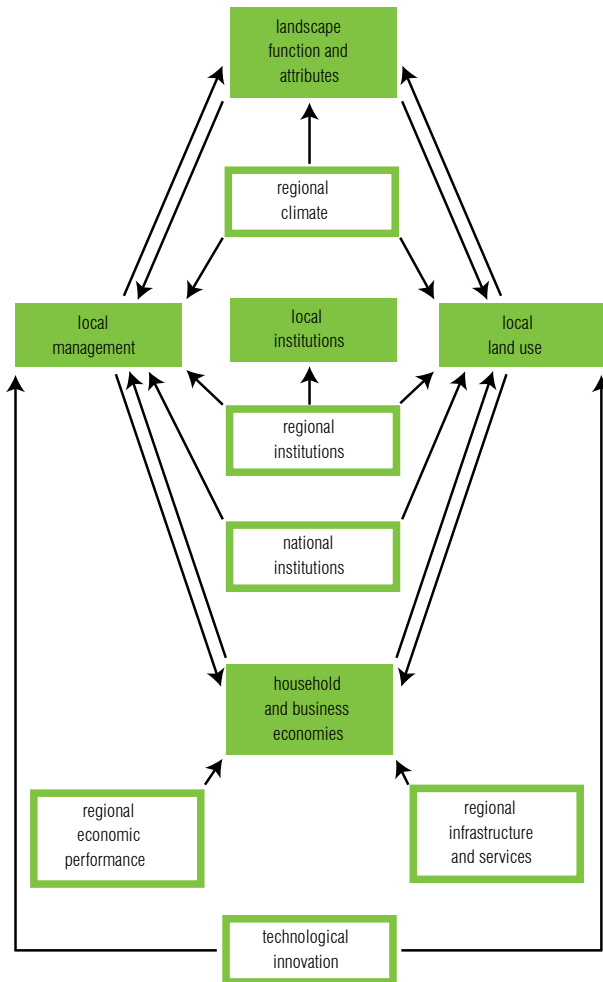 landscape
function and
attributes
regional
climate
local
management
local
institutions
local
land use
regional
institutions
national
institutions
household
and business
economies
regional
economic
performance
regional
infrastructure
and services
technological
innovation